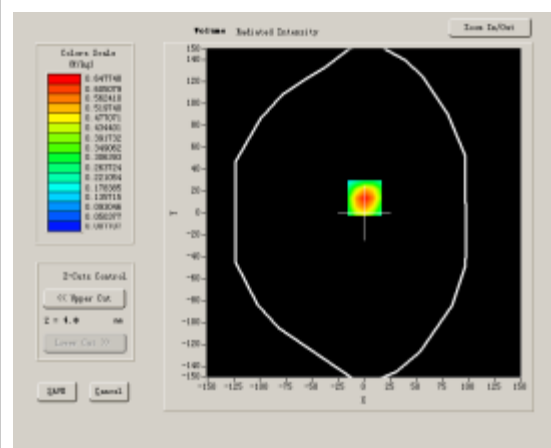 Volume Radiated Intensity
Zoom In/Out
Colors Scale
(W/kg)
0.647748
0.605079
0.562410
0.519740
0.477071
0.434401
0.391732
0.349062
0.306393
0.263724
0.221054
0.178385
0.135715
0.093046
0.050377
150
140
120
100
80
60
40
20
0
-20
-40
-60
-80
-100
-120
-140
-150
Y
-150 -125 -100 -75 -50 -25 0 25 50 75 100 125 150
X
Z-Cuts Control
<< Upper Cut
Z = 4.0 mm
Lower Cut >>
SAVE
Cancel